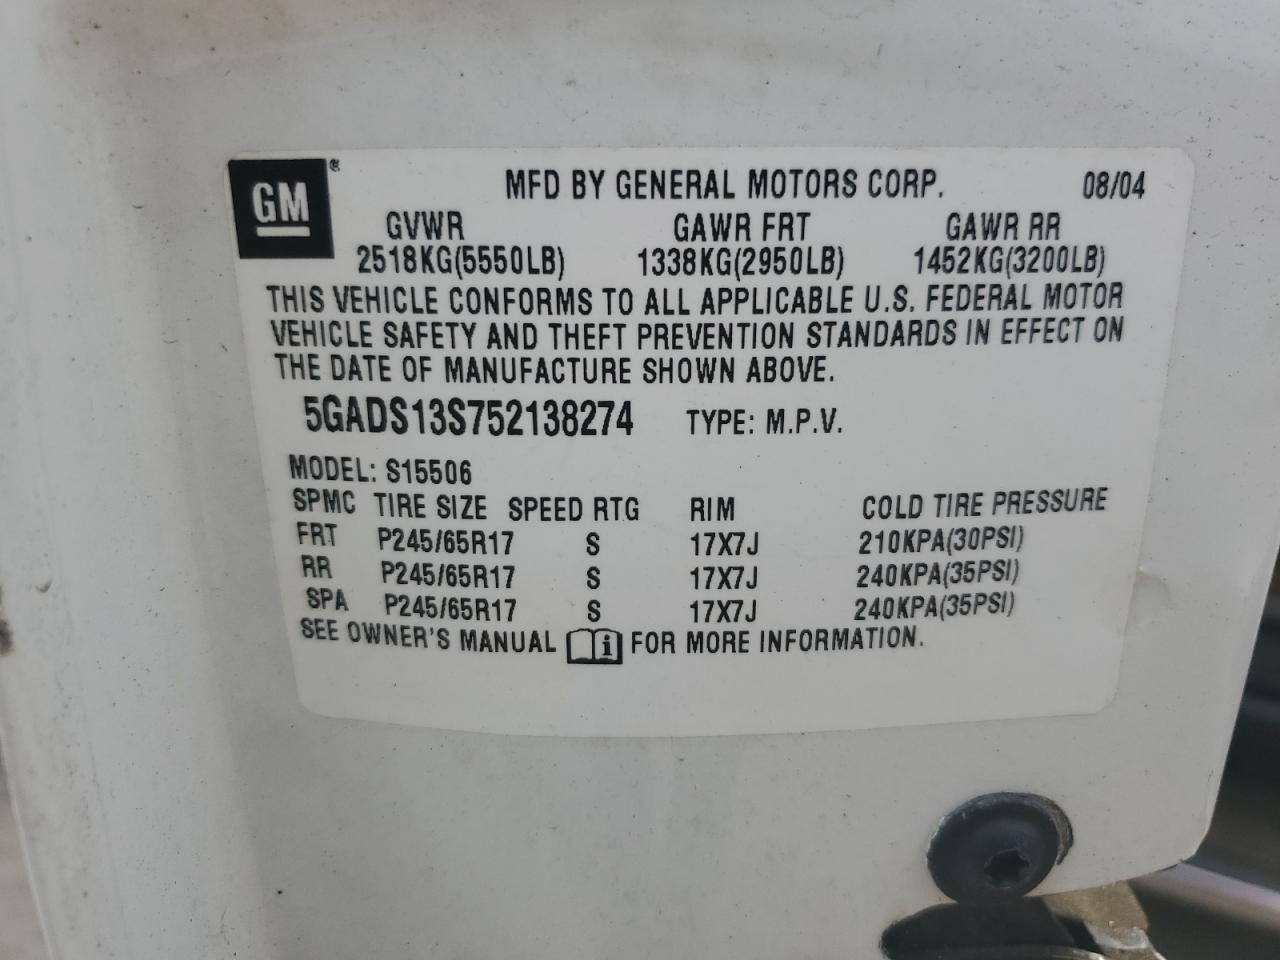 GM ®
MFD BY GENERAL MOTORS CORP. 08/04
GVWR GAWR FRT GAWR RR
2518KG(5550LB) 1338KG(2950LB) 1452KG(3200LB)
THIS VEHICLE CONFORMS TO ALL APPLICABLE U.S. FEDERAL MOTOR
VEHICLE SAFETY AND THEFT PREVENTION STANDARDS IN EFFECT ON
THE DATE OF MANUFACTURE SHOWN ABOVE.
5GADS13S752138274 TYPE: M.P.V.
MODEL: S15506
SPMC TIRE SIZE SPEED RTG RIM COLD TIRE PRESSURE
FRT P245/65R17 S 17X7J 210KPA(30PSI)
RR P245/65R17 S 17X7J 240KPA(35PSI)
SPA P245/65R17 S 17X7J 240KPA(35PSI)
SEE OWNER'S MANUAL i FOR MORE INFORMATION.